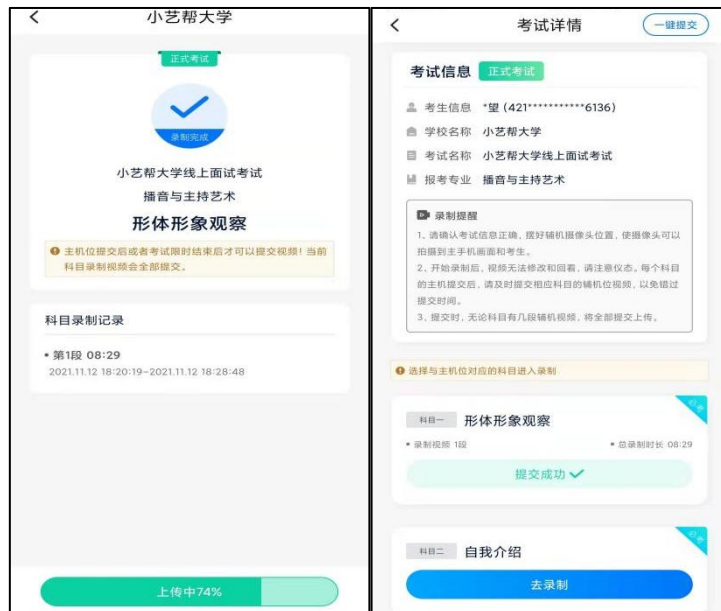 小艺帮大学
正式考试
录制完成
小艺帮大学线上面试考试
播音与主持艺术
形体形象观察
主机位提交后或者考试限时结束后才可以提交视频！当前
科目录制视频会全部提交。
科目录制记录
• 第1段 08:29
2021.11.12 18:20:19-2021.11.12 18:28:48
上传中74%
考试详情
一键提交
考试信息 正式考试
考生信息 *望 (421***********6136)
学校名称 小艺帮大学
考试名称 小艺帮大学线上面试考试
报考专业 播音与主持艺术
录制提醒
1、请确认考试信息正确，摆好辅机摄像头位置，使摄像头可以
拍摄到主手机画面和考生。
2、开始录制后，视频无法修改和回看，请注意仪态。每个科目
的主机提交后，请及时提交相应科目的辅机位视频，以免错过
提交时间。
3、提交时，无论科目有几段辅机视频，将全部提交上传。
选择与主机位对应的科目进入录制
必考
科目一 形体形象观察
• 录制视频 1段 • 总录制时长 08:29
提交成功
必考
科目二 自我介绍
去录制